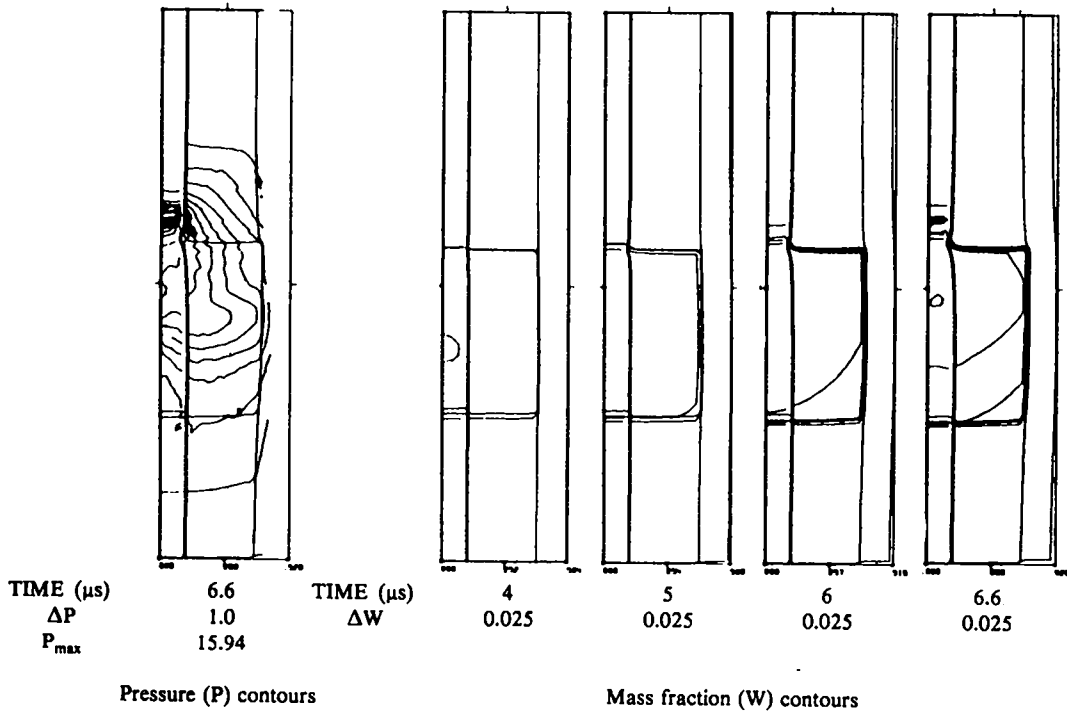 TIME (μs) 6.6 TIME (μs) 4 5 6 6.6
ΔP 1.0 ΔW 0.025 0.025 0.025 0.025
Pmax 15.94
Pressure (P) contours Mass fraction (W) contours